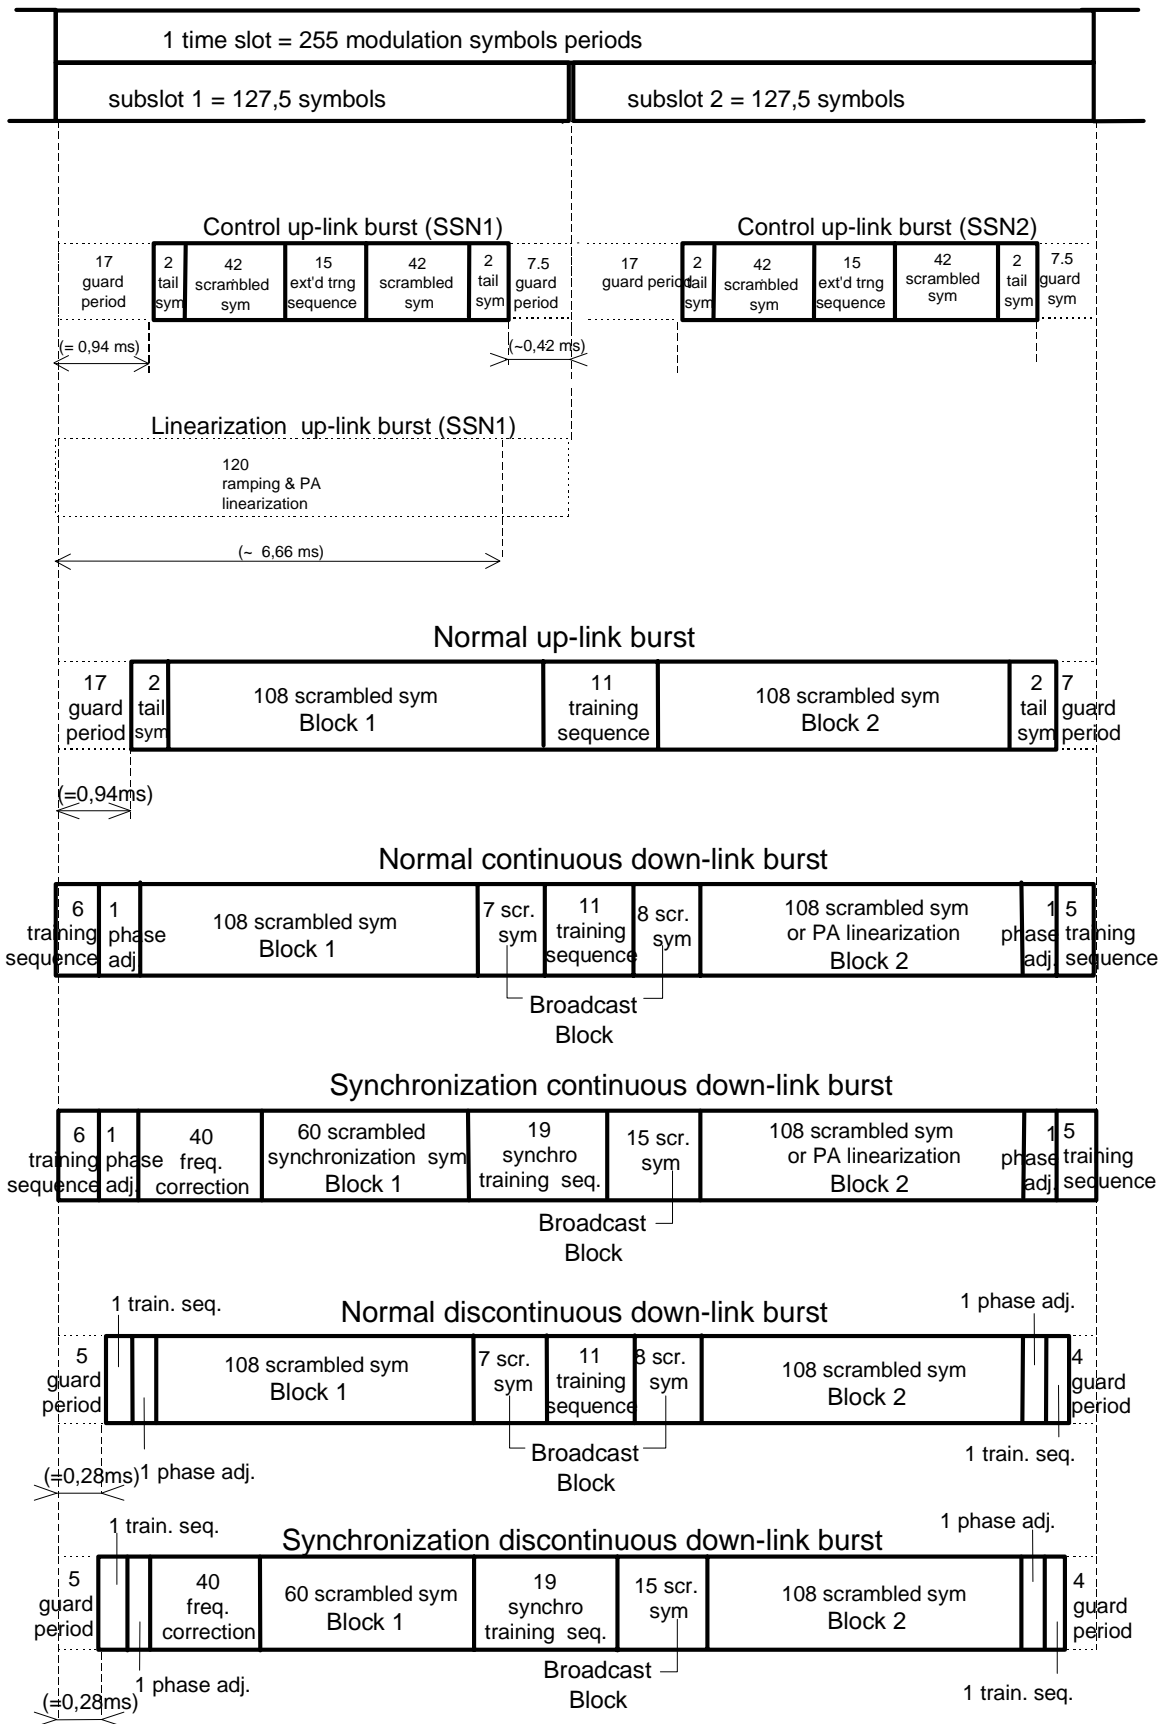 1 time slot = 255 modulation symbols periods
subslot 1 = 127,5 symbols
subslot 2 = 127,5 symbols
Control up-link burst (SSN1)
Control up-link burst (SSN2)
17
guard
period
2
tail
sym
42
scrambled
sym
15
ext'd trng
sequence
42
scrambled
sym
2
tail
sym
7.5
guard
period
17
guard period
2
tail
sym
42
scrambled
sym
15
ext'd trng
sequence
42
scrambled
sym
2
tail
sym
7.5
guard
sym
(= 0,94 ms)
(~0,42 ms)
Linearization up-link burst (SSN1)
120
ramping & PA
linearization
(~ 6,66 ms)
Normal up-link burst
17
guard
period
2
tail
sym
108 scrambled sym
Block 1
11
training
sequence
108 scrambled sym
Block 2
2
tail
sym
7
guard
period
(=0,94ms)
Normal continuous down-link burst
6
training
sequence
1
phase
adj.
108 scrambled sym
Block 1
7 scr.
sym
11
training
sequence
8 scr.
sym
108 scrambled sym
or PA linearization
Block 2
1
phase
adj.
5
training
sequence
Broadcast
Block
Synchronization continuous down-link burst
6
training
sequence
1
phase
adj.
40
freq.
correction
60 scrambled
synchronization sym
Block 1
19
synchro
training seq.
15 scr.
sym
108 scrambled sym
or PA linearization
Block 2
1
phase
adj.
5
training
sequence
Broadcast
Block
1 train. seq.
Normal discontinuous down-link burst
1 phase adj.
5
guard
period
108 scrambled sym
Block 1
7 scr.
sym
11
training
sequence
8 scr.
sym
108 scrambled sym
Block 2
4
guard
period
Broadcast
Block
1 train. seq.
(=0,28ms)
1 phase adj.
1 train. seq.
Synchronization discontinuous down-link burst
1 phase adj.
5
guard
period
40
freq.
correction
60 scrambled sym
Block 1
19
synchro
training seq.
15 scr.
sym
108 scrambled sym
Block 2
4
guard
period
Broadcast
Block
1 phase adj.
1 train. seq.
(=0,28ms)